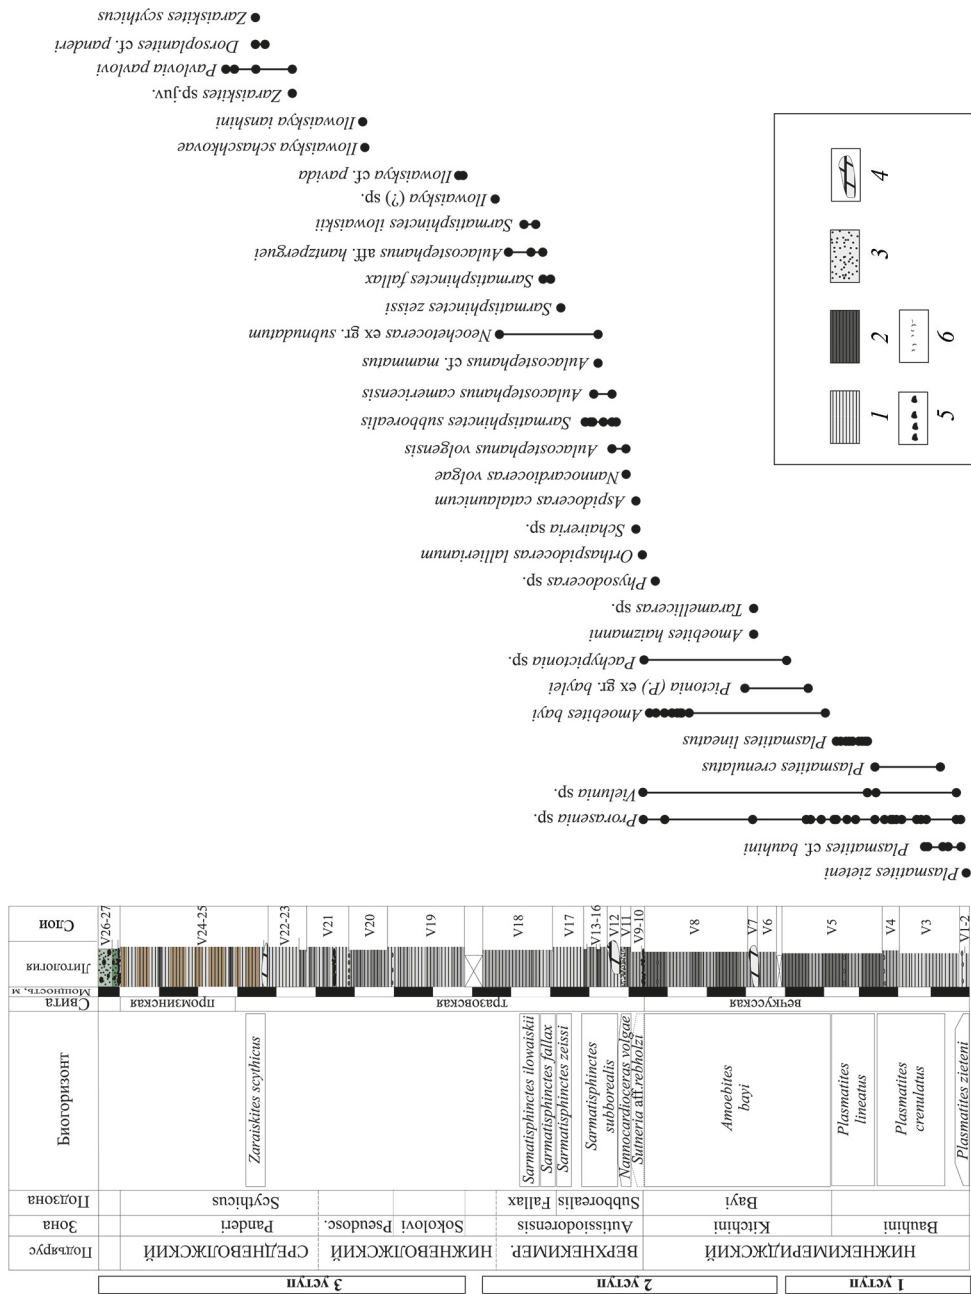 Подъярус
Зона
Подзона
Биогоризонт
Свита
Мощность, м
Литология
Слои
3 уступ
2 уступ
1 уступ
СРЕДНЕВОЛЖСКИЙ
НИЖНЕВОЛЖСКИЙ
ВЕРХНЕКИМЕР.
НИЖНЕКИМЕРИДЖСКИЙ
Panderi
Pseudosc.
Sokolovi
Autissiodorensis
Kitchini
Bauhini
Scythicus
Fallax
Subborealis
Bayi
Zaraiskites scythicus
Sarmatisphinctes ilowaiskii
Sarmatisphinctes fallax
Sarmatisphinctes zeissi
Sarmatisphinctes
subborealis
Nannocardioceras volgae
Sutneria aff.rebholzi
Amoebites
bayi
Plasmatites
lineatus
Plasmatites
crenulatus
Plasmatites zieteni
промзинская
тразовская
вечкусская
V26-27
V24-25
V22-23
V21
V20
V19
V18
V17
V13-16
V12
V11
V9-10
V8
V7
V6
V5
V4
V3
V1-2
Zaraiskites scythicus
Dorsoplanites cf. panderi
Pavlovia pavlovi
Zaraiskites sp.juv.
Ilowaiskya ianshini
Ilowaiskya schaschkovae
Ilowaiskya cf. pavida
Ilowaiskya (?) sp.
Sarmatisphinctes ilowaiskii
Aulacostephanus aff. hantzperguei
Sarmatisphinctes fallax
Sarmatisphinctes zeissi
Neochetoceras ex gr. subnudatum
Aulacostephanus cf. mammatus
Aulacostephanus camericensis
Sarmatisphinctes subborealis
Aulacostephanus volgensis
Nannocardioceras volgae
Aspidoceras catalaunicum
Schaireria sp.
Orthaspidoceras lallierianum
Physodoceras sp.
Taramelliceras sp.
Amoebites haizmanni
Pachypictonia sp.
Pictonia (P.) ex gr. baylei
Amoebites bayi
Plasmatites lineatus
Plasmatites crenulatus
Vielunia sp.
Prorasenia sp.
Plasmatites cf. bauhini
Plasmatites zieteni
1
2
3
4
5
6